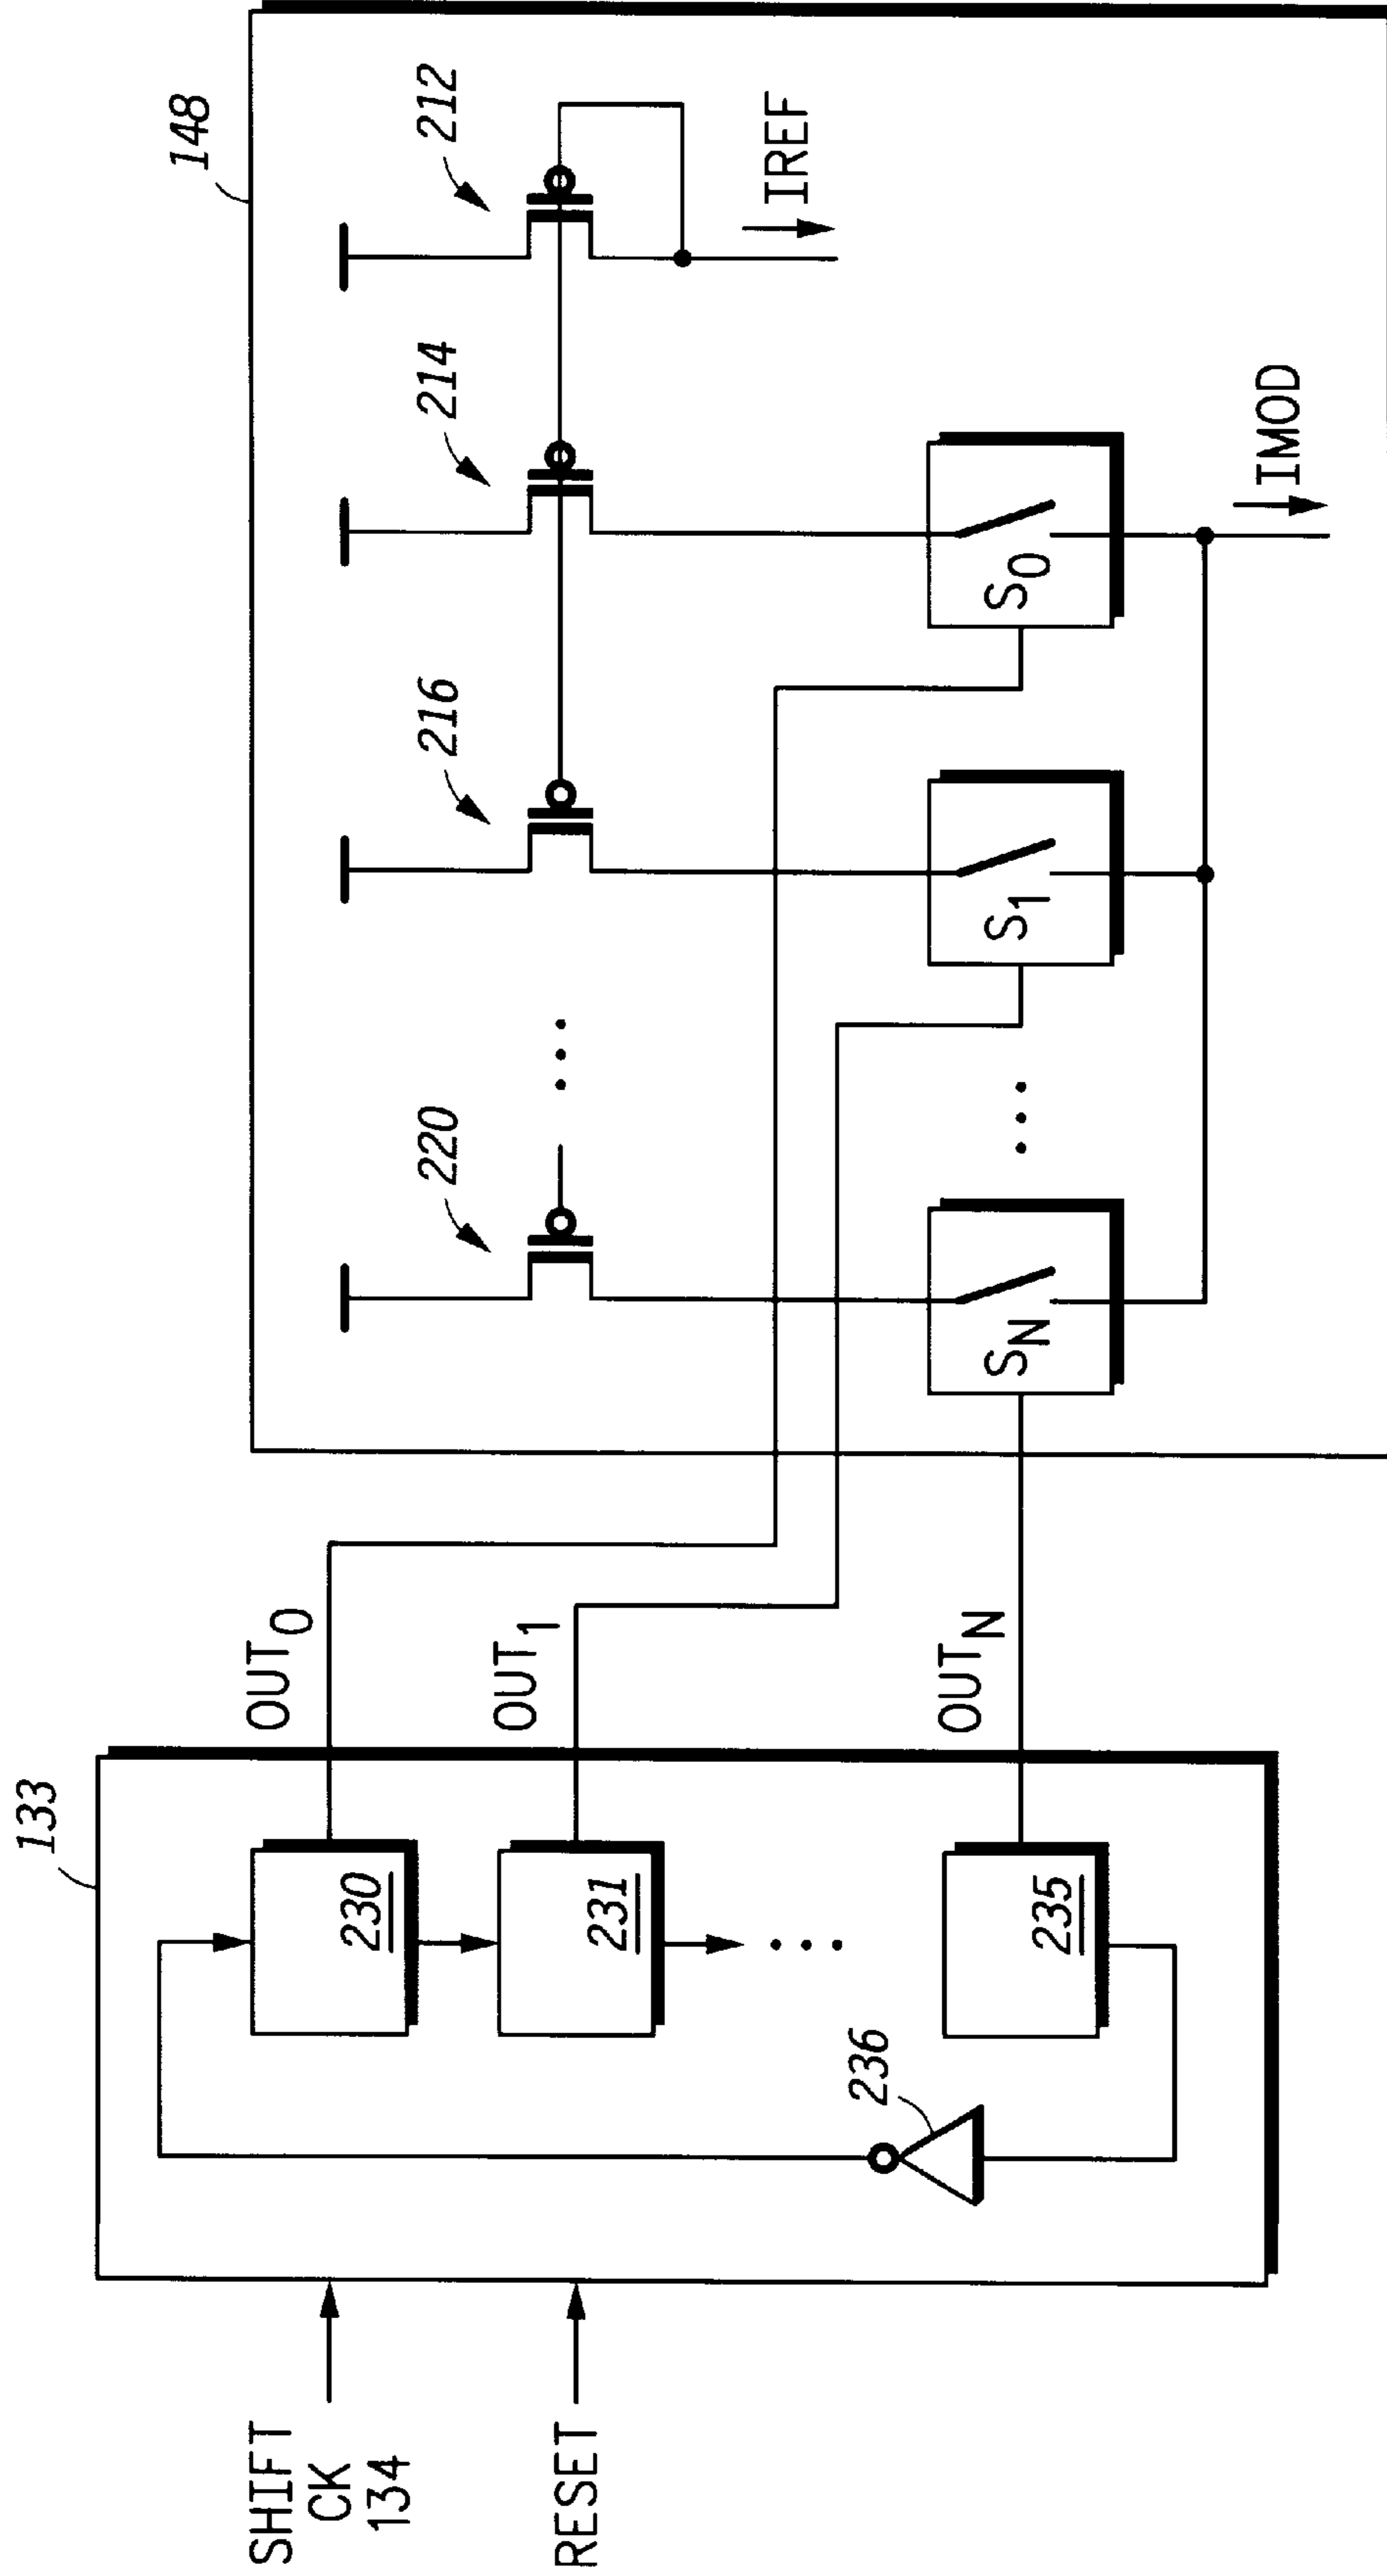 148
212
214
216
220
IREF
IMOD
S0
S1
SN
133
OUT0
OUT1
OUTN
230
231
235
236
SHIFT
CK
134
RESET